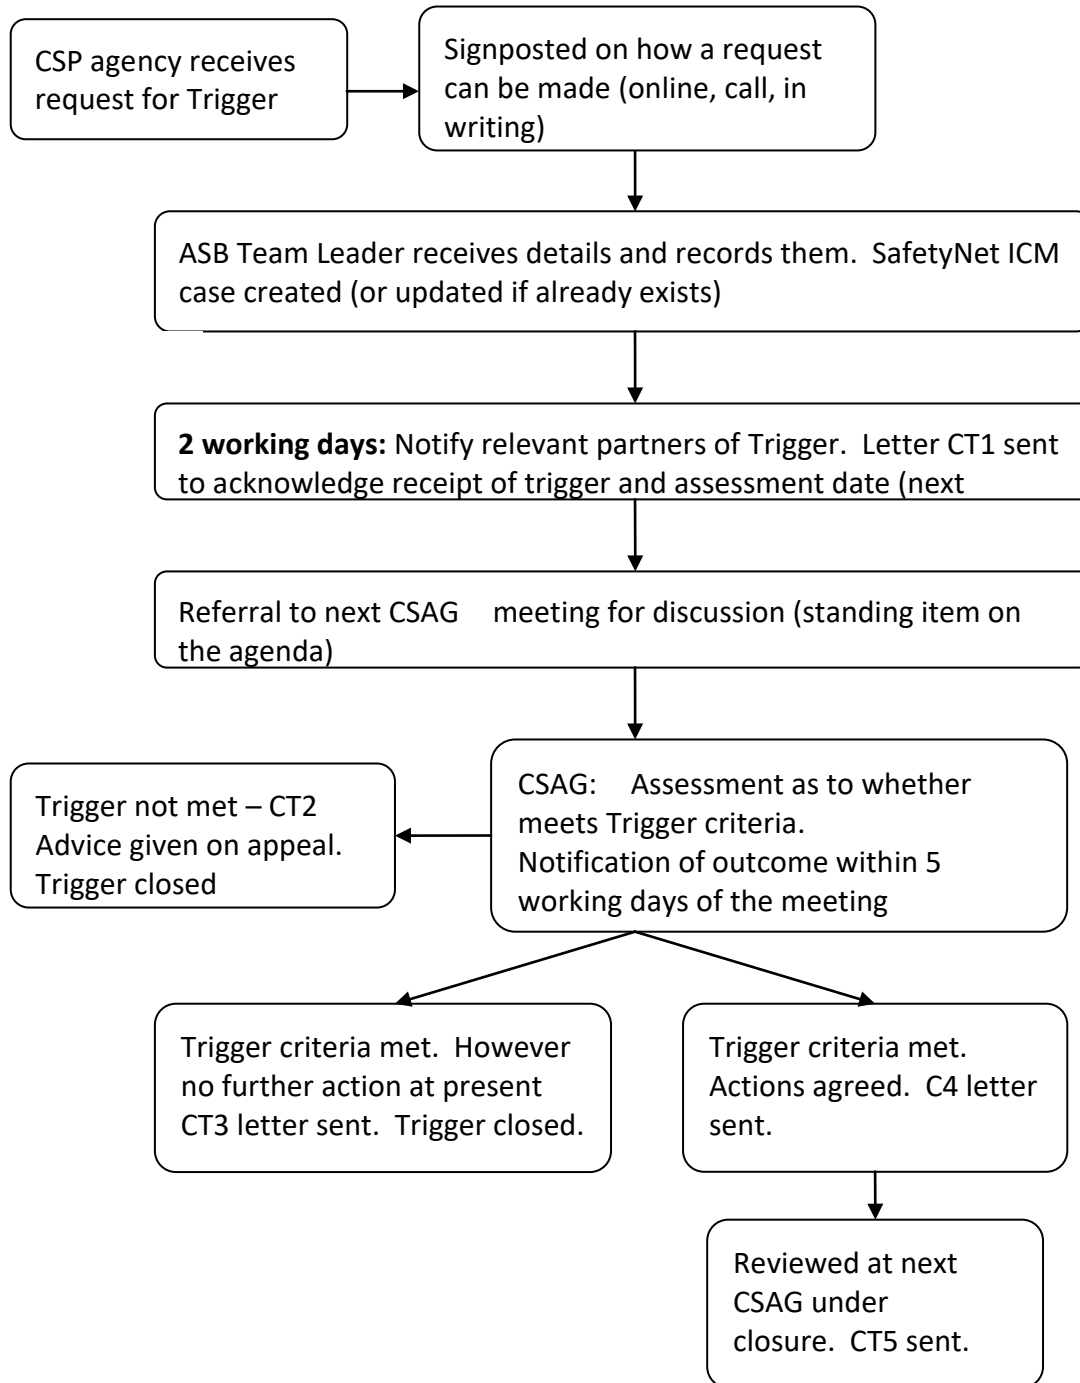 CSP agency receives
request for Trigger
Signposted on how a request
can be made (online, call, in
writing)
ASB Team Leader receives details and records them.  SafetyNet ICM
case created (or updated if already exists)
2 working days: Notify relevant partners of Trigger.  Letter CT1 sent
to acknowledge receipt of trigger and assessment date (next
Referral to next CSAG    meeting for discussion (standing item on
the agenda)
CSAG:    Assessment as to whether
meets Trigger criteria.
Notification of outcome within 5
working days of the meeting
Trigger not met – CT2
Advice given on appeal.
Trigger closed
Trigger criteria met.  However
no further action at present
CT3 letter sent.  Trigger closed.
Trigger criteria met.
Actions agreed.  C4 letter
sent.
Reviewed at next
CSAG under
closure.  CT5 sent.